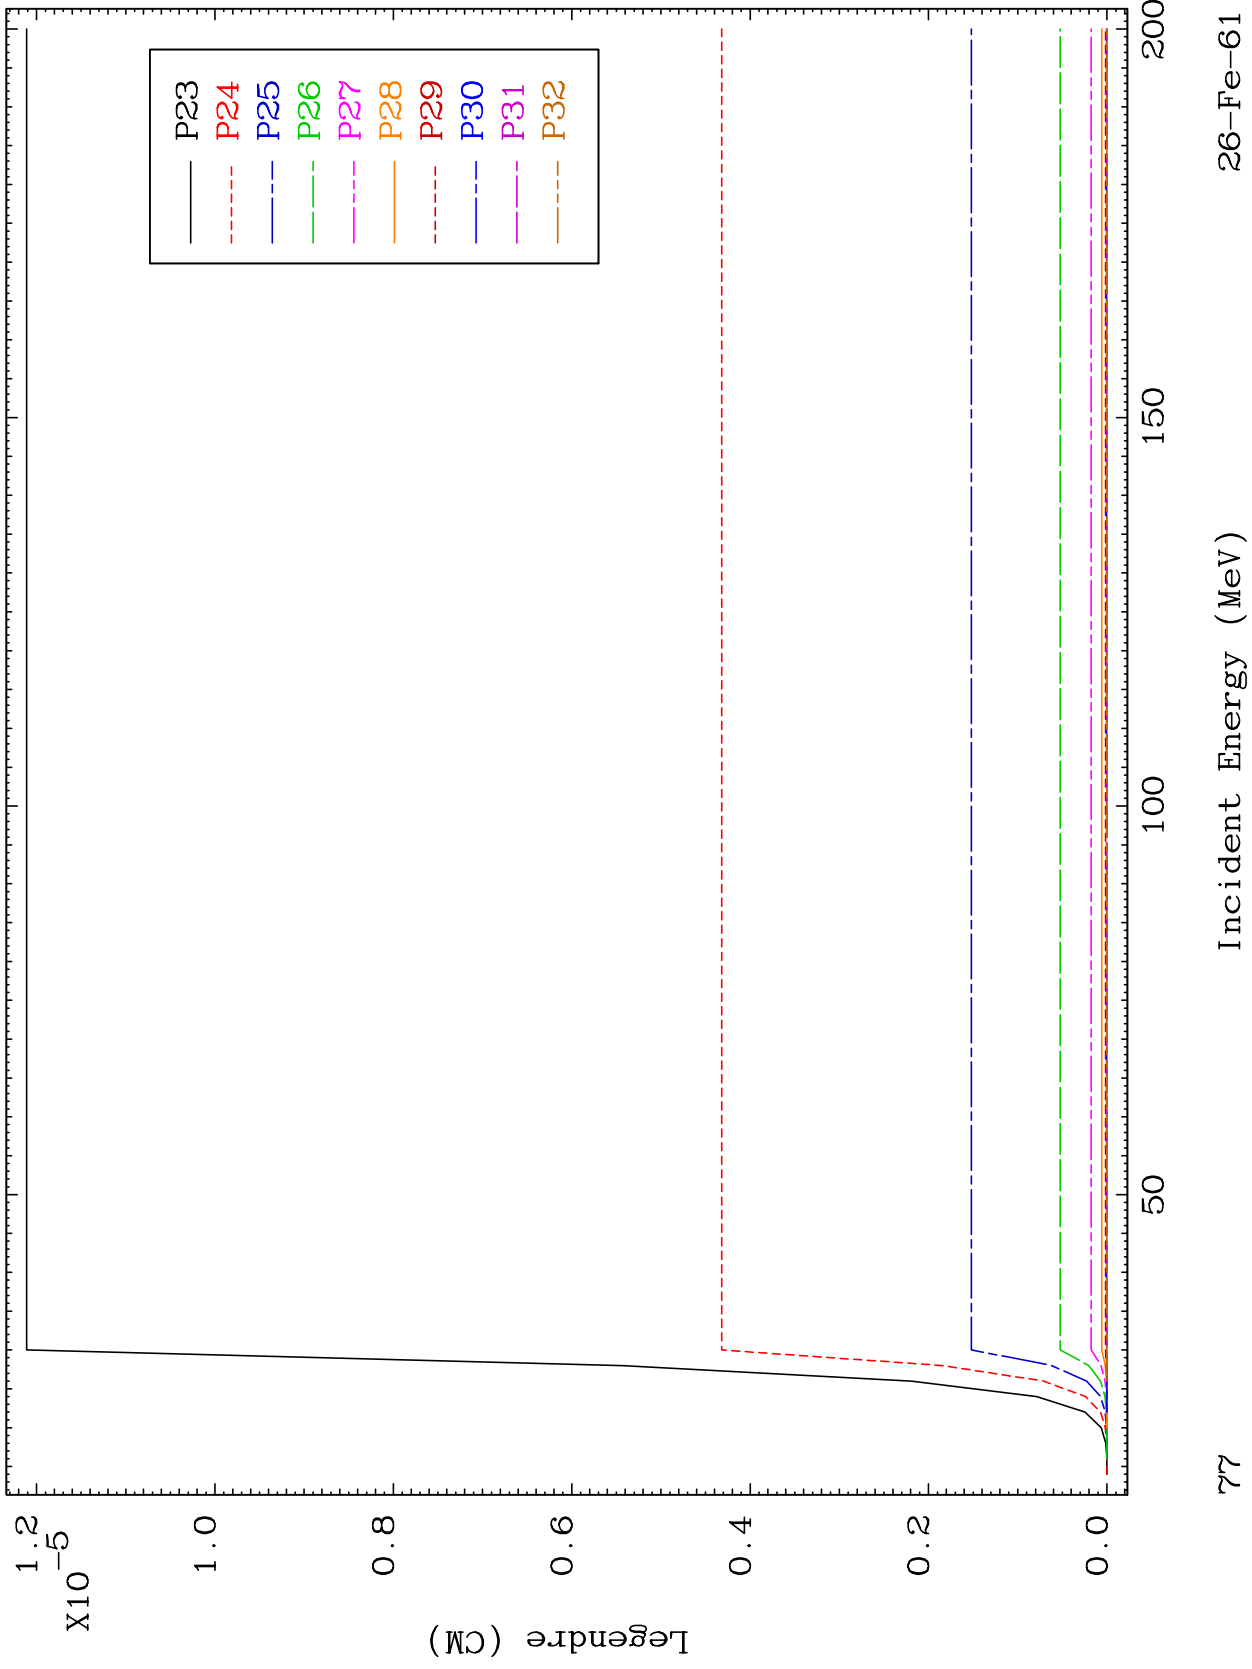 Legendre (CM)
X10
-5
1.2
1.0
0.8
0.6
0.4
0.2
0.0
P23
P24
P25
P26
P27
P28
P29
P30
P31
P32
50
100
150
200
77
Incident Energy (MeV)
26-Fe-61